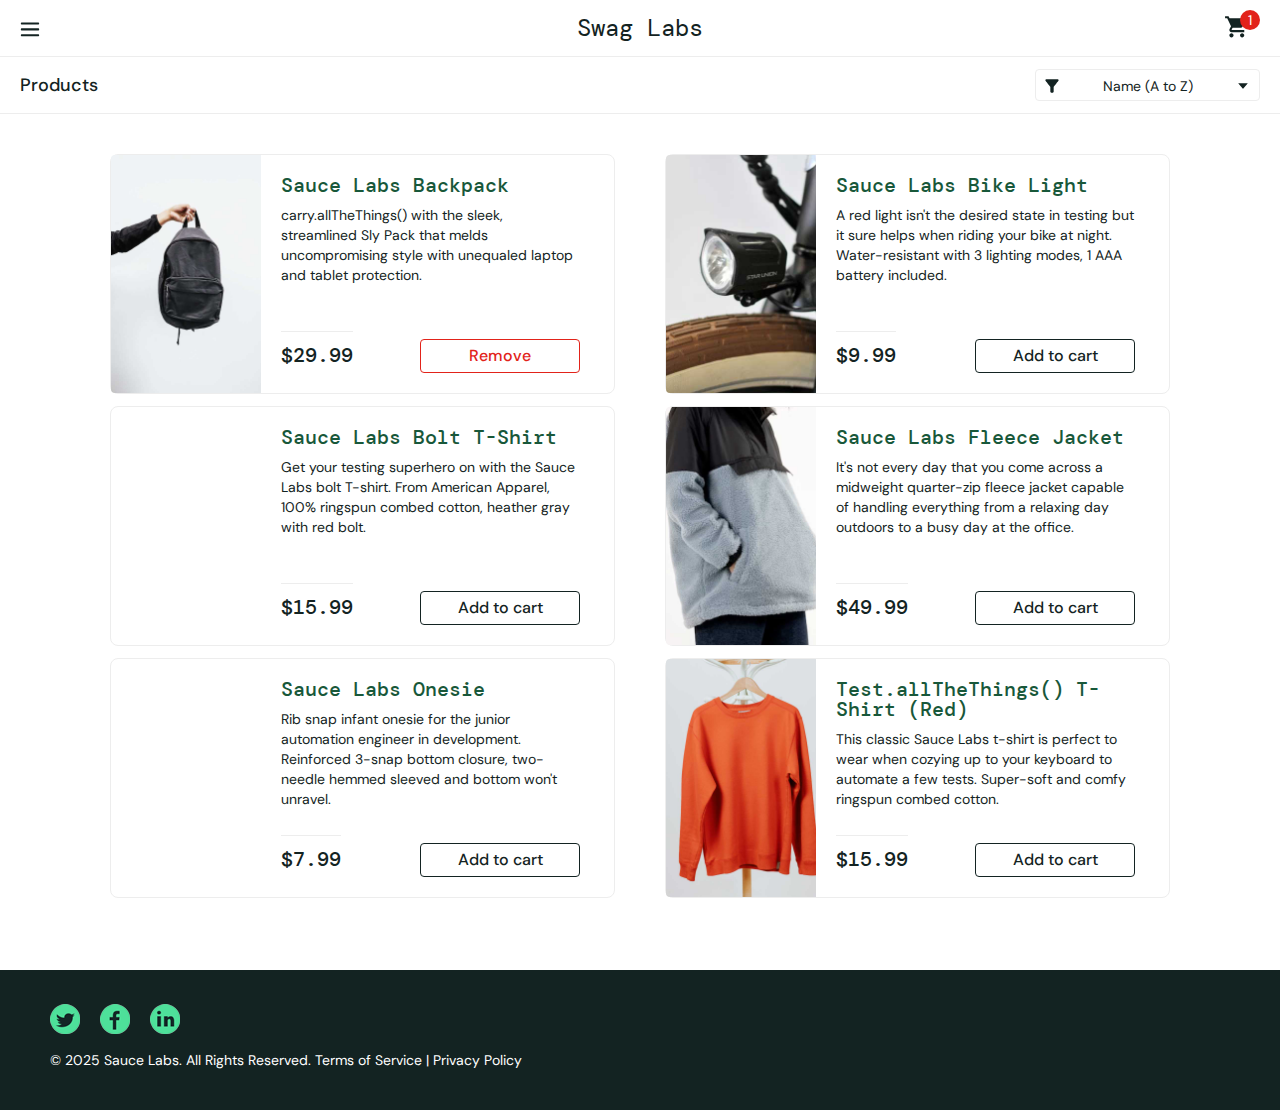 Swag Labs
1
Products
Name (A to Z)
Sauce Labs Backpack
carry.allTheThings() with the sleek,
streamlined Sly Pack that melds
uncompromising style with unequaled laptop
and tablet protection.
$29.99
Remove
Sauce Labs Bike Light
A red light isn't the desired state in testing but
it sure helps when riding your bike at night.
Water-resistant with 3 lighting modes, 1 AAA
battery included.
$9.99
Add to cart
Sauce Labs Bolt T-Shirt
Get your testing superhero on with the Sauce
Labs bolt T-shirt. From American Apparel,
100% ringspun combed cotton, heather gray
with red bolt.
$15.99
Add to cart
Sauce Labs Fleece Jacket
It's not every day that you come across a
midweight quarter-zip fleece jacket capable
of handling everything from a relaxing day
outdoors to a busy day at the office.
$49.99
Add to cart
Sauce Labs Onesie
Rib snap infant onesie for the junior
automation engineer in development.
Reinforced 3-snap bottom closure, two-
needle hemmed sleeved and bottom won't
unravel.
$7.99
Add to cart
Test.allTheThings() T-
Shirt (Red)
This classic Sauce Labs t-shirt is perfect to
wear when cozying up to your keyboard to
automate a few tests. Super-soft and comfy
ringspun combed cotton.
$15.99
Add to cart
© 2025 Sauce Labs. All Rights Reserved. Terms of Service | Privacy Policy